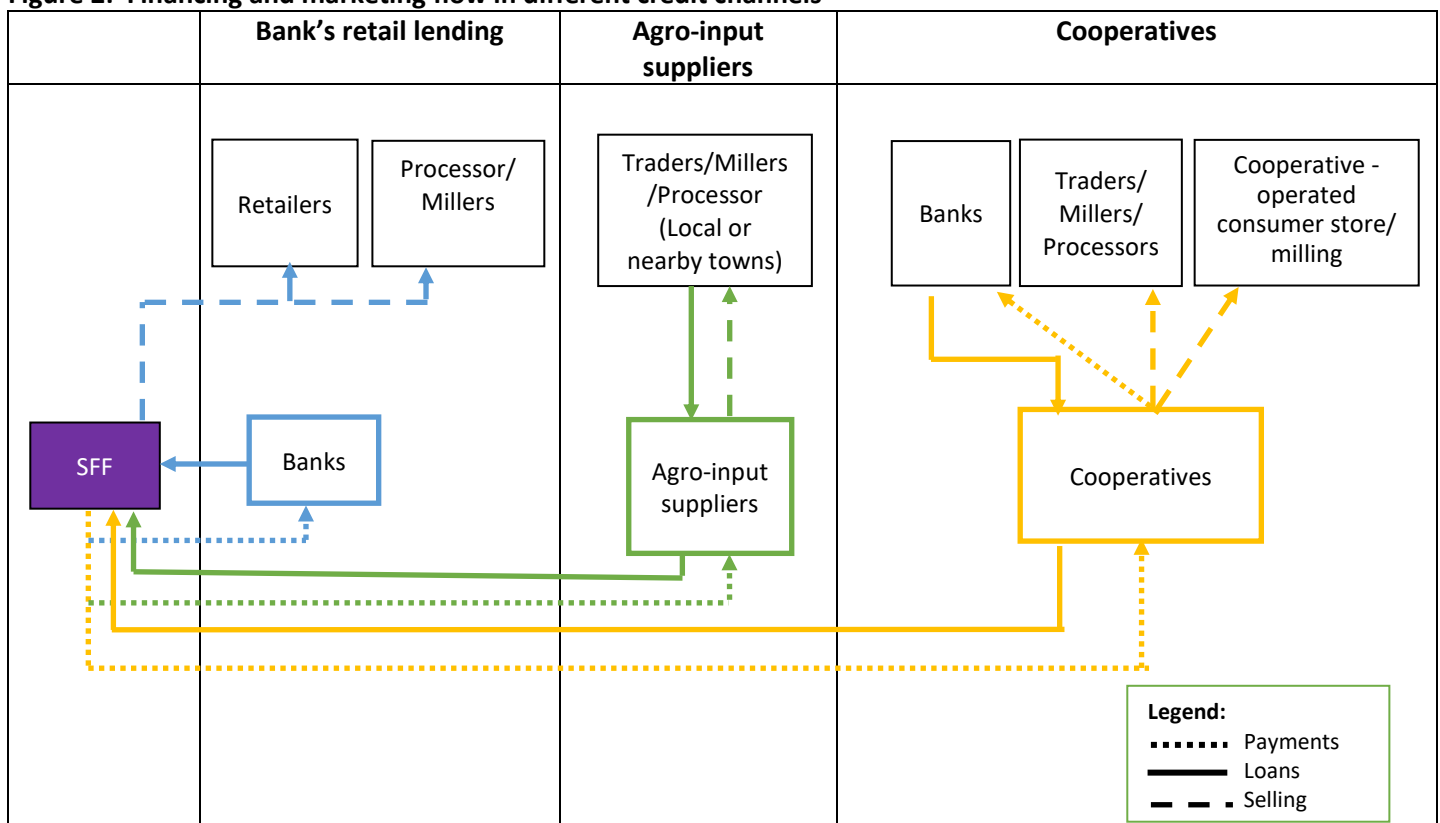 Figure 2. Financing and marketing flow in different credit channels
Bank's retail lending
Agro-input
suppliers
Cooperatives
Retailers
Processor/
Millers
Traders/Millers
/Processor
(Local or
nearby towns)
Banks
Traders/
Millers/
Processors
Cooperative -
operated
consumer store/
milling
SFF
Banks
Agro-input
suppliers
Cooperatives
Legend:
Payments
Loans
Selling